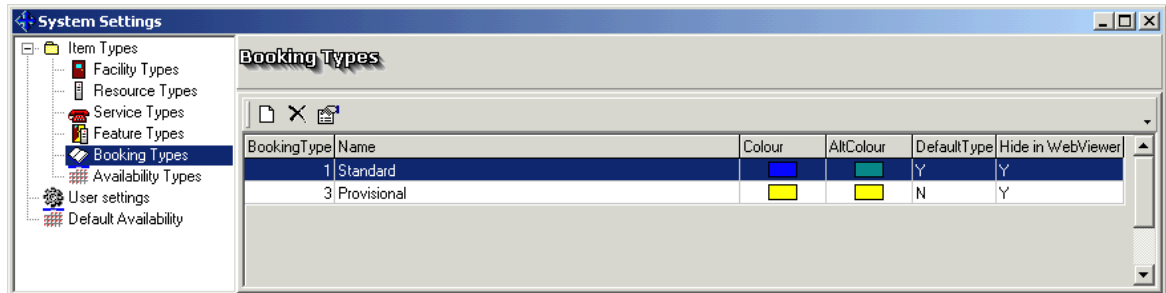 System Settings
Item Types
Facility Types
Resource Types
Service Types
Feature Types
Booking Types
Availability Types
User settings
Default Availability
Booking Types
BookingType Name Colour AltColour DefaultType Hide in WebViewer
1 Standard Y Y
3 Provisional N Y